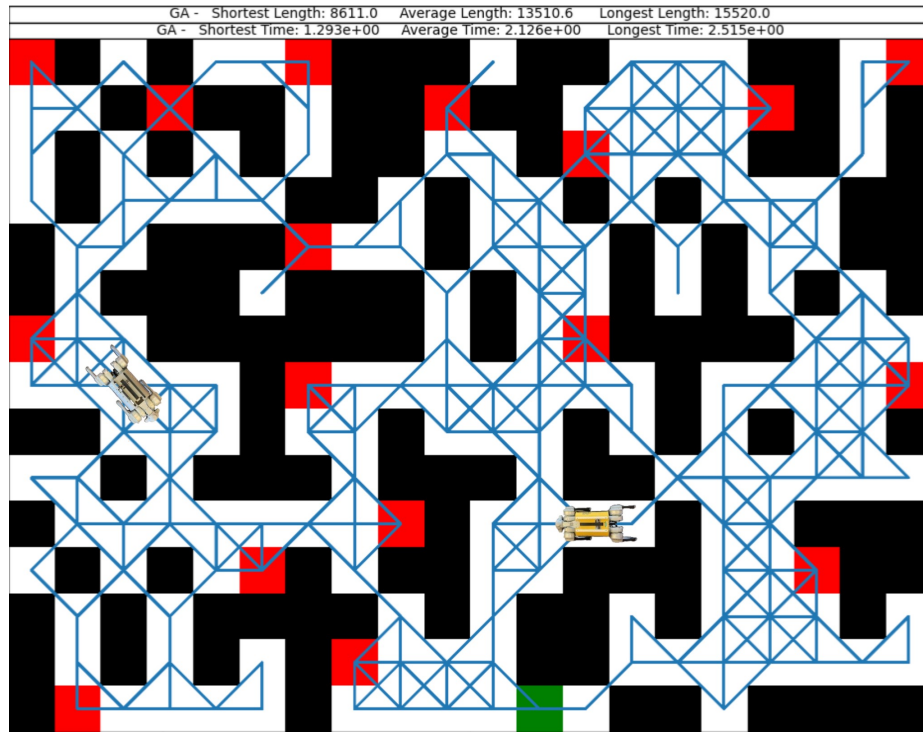 GA - Shortest Length: 8611.0 Average Length: 13510.6 Longest Length: 15520.0
GA - Shortest Time: 1.293e+00 Average Time: 2.126e+00 Longest Time: 2.515e+00